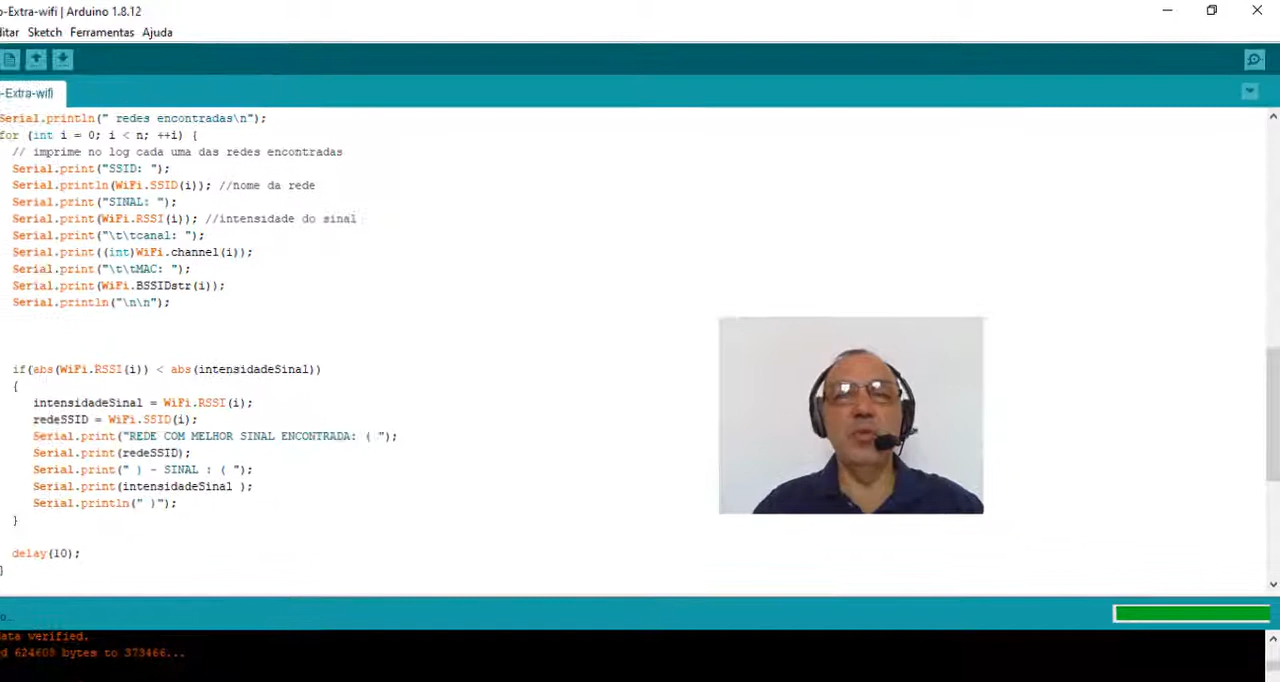 o-Extra-wifi | Arduino 1.8.12
itar Sketch Ferramentas Ajuda
-Extra-wifi
Serial.println(" redes encontradas\n");
for (int i = 0; i < n; ++i) {
// imprime no log cada uma das redes encontradas
Serial.print("SSID: ");
Serial.println(WiFi.SSID(i)); //nome da rede
Serial.print("SINAL: ");
Serial.print(WiFi.RSSI(i)); //intensidade do sinal
Serial.print("\t\tcanal: ");
Serial.print((int)WiFi.channel(i));
Serial.print("\t\tMAC: ");
Serial.print(WiFi.BSSIDstr(i));
Serial.println("\n\n");
if(abs(WiFi.RSSI(i)) < abs(intensidadeSinal))
{
intensidadeSinal = WiFi.RSSI(i);
redeSSID = WiFi.SSID(i);
Serial.print("REDE COM MELHOR SINAL ENCONTRADA: ( ");
Serial.print(redeSSID);
Serial.print(" ) - SINAL : ( ");
Serial.print(intensidadeSinal );
Serial.println(" )");
}
delay(10);
}
o..
ata verified.
d 624608 bytes to 373466...